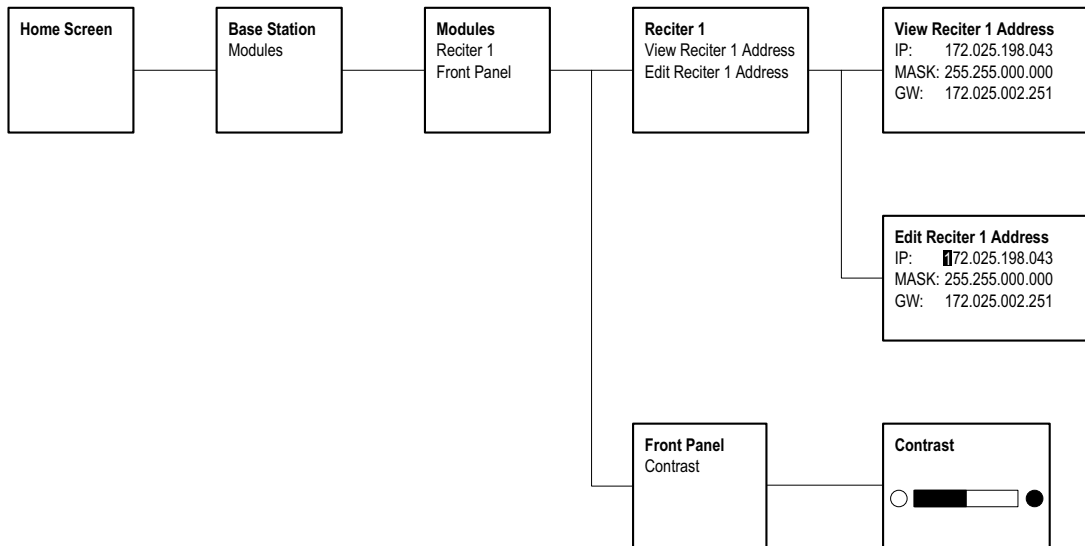 Home Screen
Base Station
Modules
Modules
Reciter 1
Front Panel
Reciter 1
View Reciter 1 Address
Edit Reciter 1 Address
View Reciter 1 Address
IP: 172.025.198.043
MASK: 255.255.000.000
GW: 172.025.002.251
Edit Reciter 1 Address
IP: 172.025.198.043
MASK: 255.255.000.000
GW: 172.025.002.251
Front Panel
Contrast
Contrast